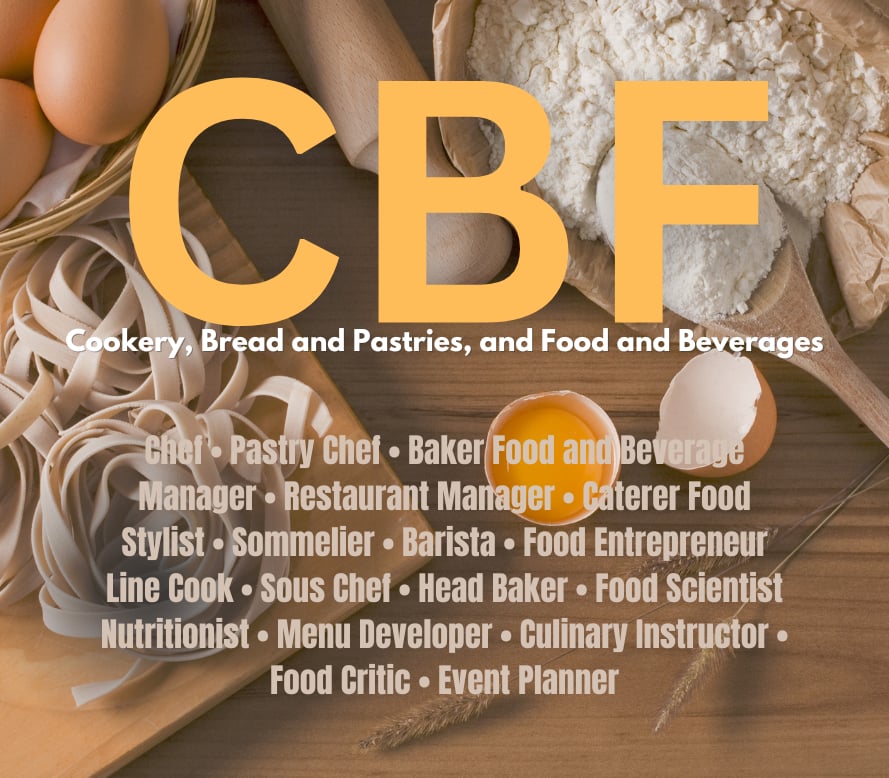 CBF
Cookery, Bread and Pastries, and Food and Beverages
Chef • Pastry Chef • Baker Food and Beverage
Manager • Restaurant Manager • Caterer Food
Stylist • Sommelier • Barista • Food Entrepreneur
Line Cook • Sous Chef • Head Baker • Food Scientist
Nutritionist • Menu Developer • Culinary Instructor •
Food Critic • Event Planner